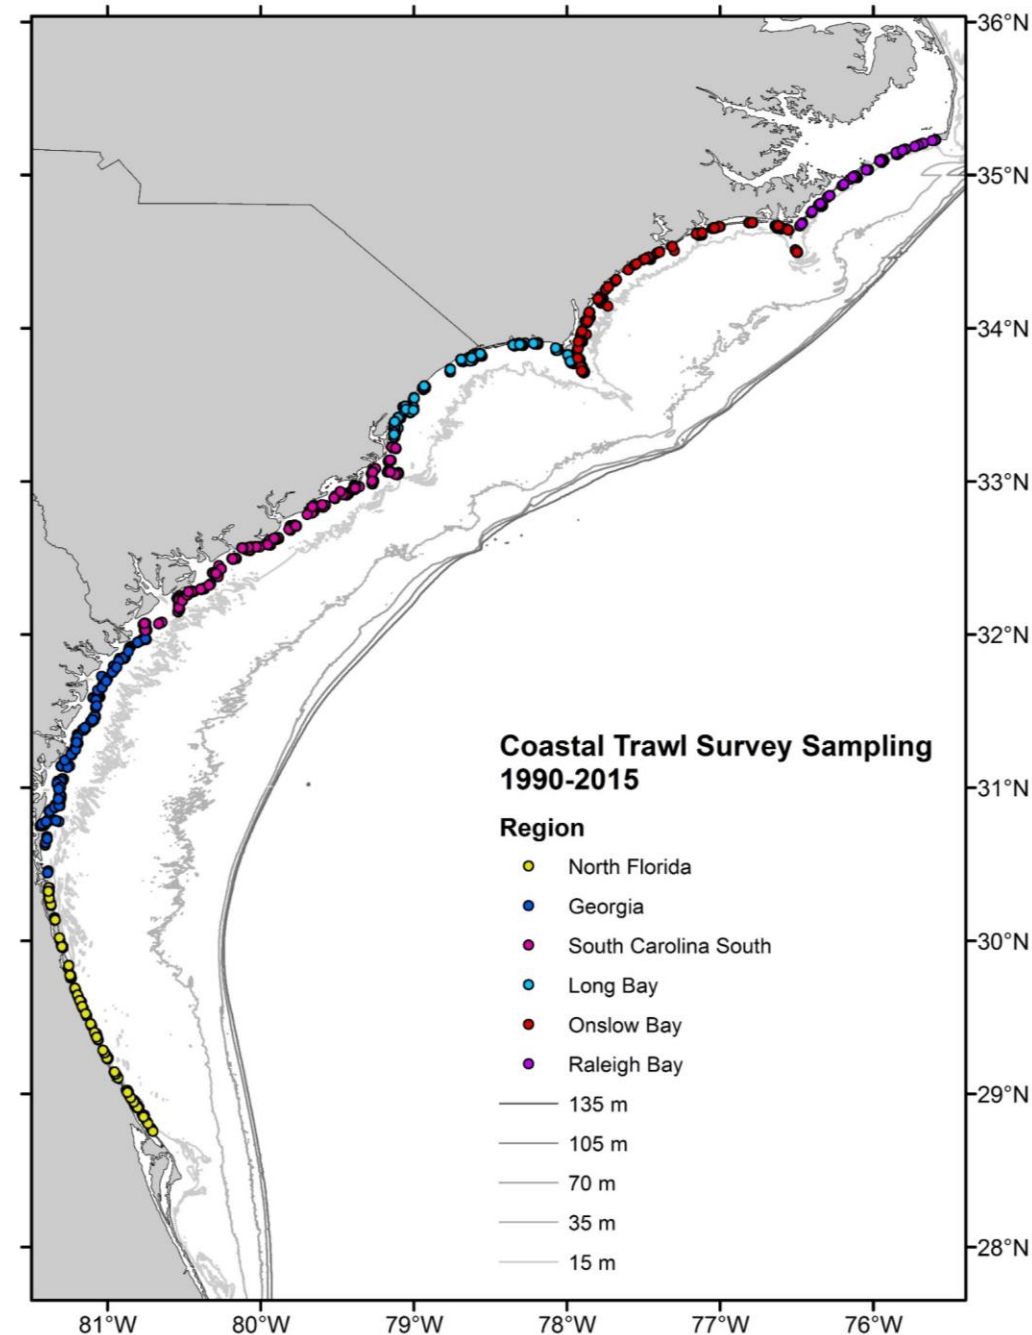 36°N
35°N
34°N
33°N
32°N
31°N
30°N
29°N
28°N
Coastal Trawl Survey Sampling
1990-2015
Region
North Florida
Georgia
South Carolina South
Long Bay
Onslow Bay
Raleigh Bay
135 m
105 m
70 m
35 m
15 m
81°W 80°W 79°W 78°W 77°W 76°W